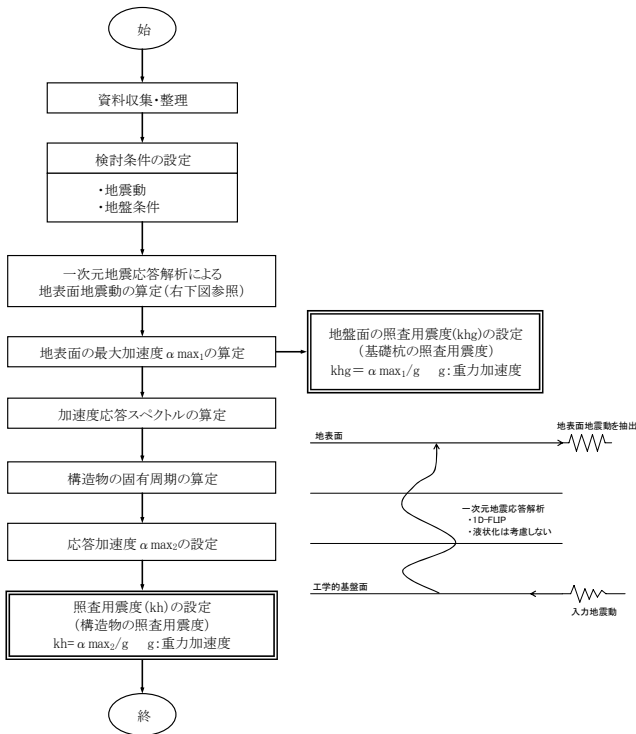 始
資料収集・整理
検討条件の設定
・地震動
・地盤条件
一次元地震応答解析による
地表面地震動の算定(右下図参照)
地表面の最大加速度αmax₁の算定
地盤面の照査用震度(khg)の設定
(基礎杭の照査用震度)
khg＝αmax₁/g g:重力加速度
加速度応答スペクトルの算定
構造物の固有周期の算定
応答加速度αmax₂の設定
照査用震度(kh)の設定
(構造物の照査用震度)
kh=αmax₂/g g:重力加速度
終
地表面地震動を抽出
地表面
一次元地震応答解析
・1D-FLIP
・液状化は考慮しない
工学的基盤面
入力地震動